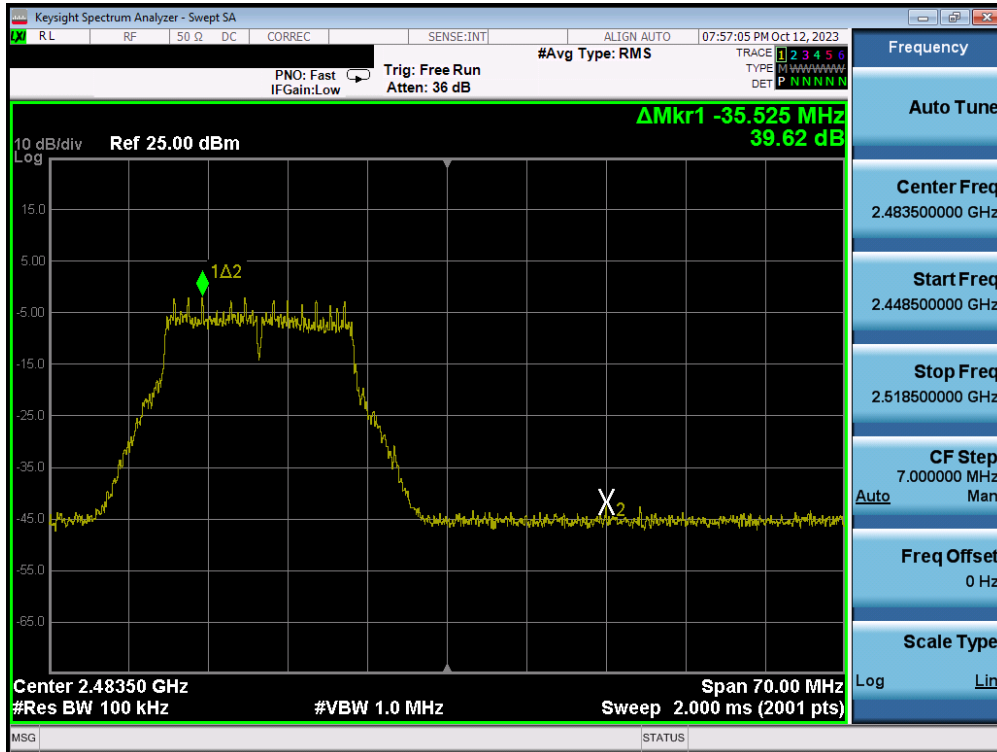 Keysight Spectrum Analyzer - Swept SA
LXI RL RF 50 Ω DC CORREC SENSE:INT ALIGN AUTO 07:57:05 PM Oct 12, 2023
#Avg Type: RMS
TRACE 1 2 3 4 5 6
TYPE M WWWWW
DET P N N N N N
PNO: Fast
IFGain:Low
Trig: Free Run
Atten: 36 dB
ΔMkr1 -35.525 MHz
39.62 dB
10 dB/div
Log
Ref 25.00 dBm
15.0
5.00
-5.00
-15.0
-25.0
-35.0
-45.0
-55.0
-65.0
1Δ2
X2
Center 2.48350 GHz
Span 70.00 MHz
#Res BW 100 kHz
#VBW 1.0 MHz
Sweep 2.000 ms (2001 pts)
MSG
STATUS
Frequency
Auto Tune
Center Freq
2.483500000 GHz
Start Freq
2.448500000 GHz
Stop Freq
2.518500000 GHz
CF Step
7.000000 MHz
Auto Man
Freq Offset
0 Hz
Scale Type
Log Lin